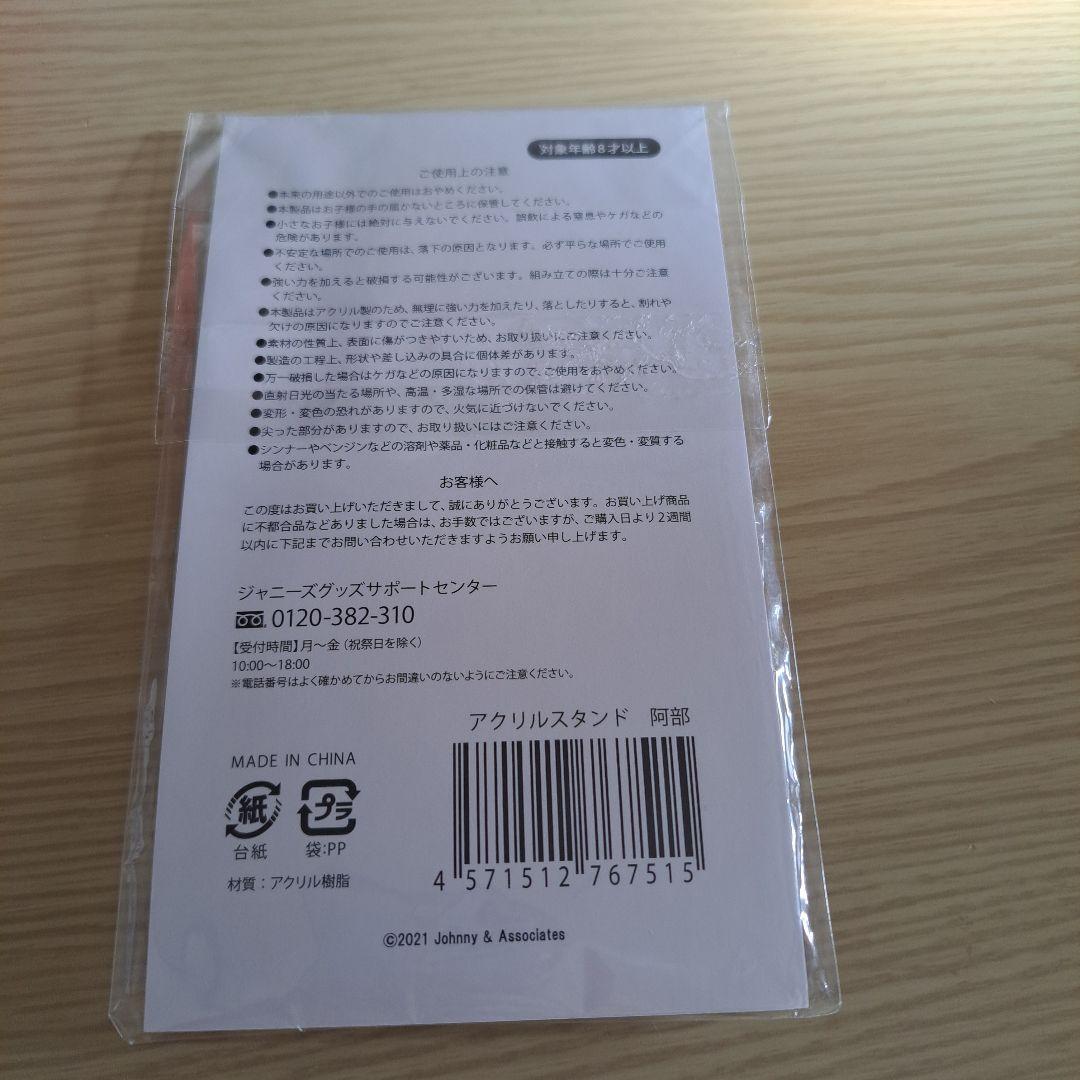 対象年齢8才以上
ご使用上の注意
●本来の用途以外でのご使用はおやめください。
●本製品はお子様の手の届かないところに保管してください。
●小さなお子様には絶対に与えないでください。誤飲による窒息やケガなどの
危険があります。
●不安定な場所でのご使用は、落下の原因となります。必ず平らな場所でご使用
ください。
●強い力を加えると破損する可能性がございます。組み立ての際は十分ご注意
ください。
●本製品はアクリル製のため、無理に強い力を加えたり、落としたりすると、割れや
欠けの原因になりますのでご注意ください。
●素材の性質上、表面に傷がつきやすいため、お取り扱いにご注意ください。
●製造の工程上、形状や差し込みの具合に個体差があります。
●万一破損した場合はケガなどの原因になりますので、ご使用をおやめください。
●直射日光の当たる場所や、高温・多湿な場所での保管は避けてください。
●変形・変色の恐れがありますので、火気に近づけないでください。
●尖った部分がありますので、お取り扱いにはご注意ください。
●シンナーやベンジンなどの溶剤や薬品・化粧品などと接触すると変色・変質する
場合があります。
お客様へ
この度はお買い上げいただきまして、誠にありがとうございます。お買い上げ商品
に不都合品などありました場合は、お手数ではございますが、ご購入日より2週間
以内に下記までお問い合わせいただきますようお願い申し上げます。
ジャニーズグッズサポートセンター
0120-382-310
【受付時間】月〜金（祝祭日を除く）
10:00〜18:00
※電話番号はよく確かめてからお間違いのないようにご注意ください。
アクリルスタンド 阿部
MADE IN CHINA
紙 プラ
台紙 袋:PP
材質：アクリル樹脂
4 571512 767515
©2021 Johnny & Associates